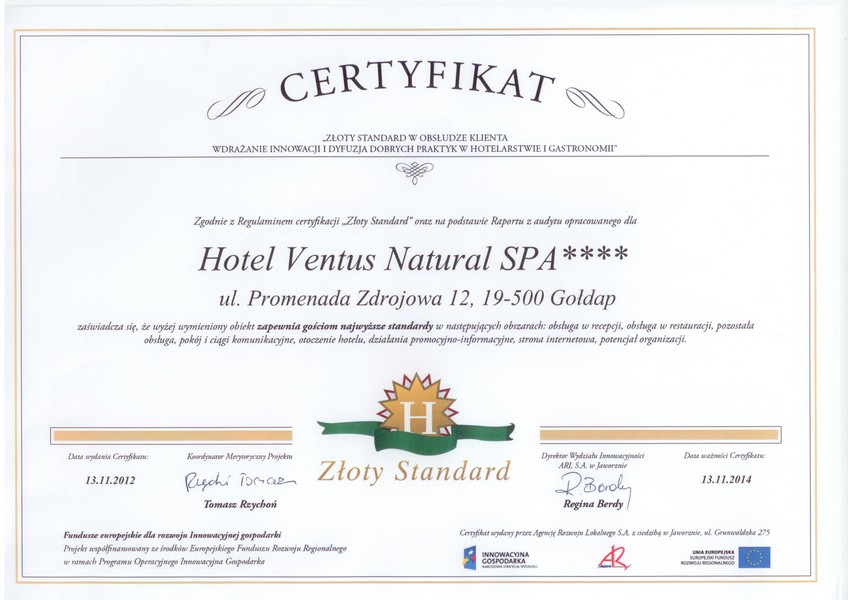 CERTYFIKAT
„ZŁOTY STANDARD W OBSŁUDZE KLIENTA
WDRAŻANIE INNOWACJI I DYFUZJA DOBRYCH PRAKTYK W HOTELARSTWIE I GASTRONOMII”
Zgodnie z Regulaminem certyfikacji „Złoty Standard” oraz na podstawie Raportu z audytu opracowanego dla
Hotel Ventus Natural SPA****
ul. Promenada Zdrojowa 12, 19-500 Gołdap
zaświadcza się, że wyżej wymieniony obiekt zapewnia gościom najwyższe standardy w następujących obszarach: obsługa w recepcji, obsługa w restauracji, pozostała
obsługa, pokój i ciągi komunikacyjne, otoczenie hotelu, działania promocyjno-informacyjne, strona internetowa, potencjał organizacji.
H
Złoty Standard
Data wydania Certyfikatu:
13.11.2012
Koordynator Merytoryczny Projektu
Tomasz Rzychoń
Dyrektor Wydziału Innowacyjności
ARL S.A. w Jaworznie
R Berdy
Regina Berdy
Data ważności Certyfikatu:
13.11.2014
Fundusze europejskie dla rozwoju Innowacyjnej gospodarki
Projekt współfinansowany ze środków Europejskiego Funduszu Rozwoju Regionalnego
w ramach Programu Operacyjnego Innowacyjna Gospodarka
Certyfikat wydany przez Agencję Rozwoju Lokalnego S.A. z siedzibą w Jaworznie, ul. Grunwaldzka 275
INNOWACYJNA
GOSPODARKA
NARODOWA STRATEGIA SPÓJNOŚCI
UNIA EUROPEJSKA
EUROPEJSKI FUNDUSZ
ROZWOJU REGIONALNEGO